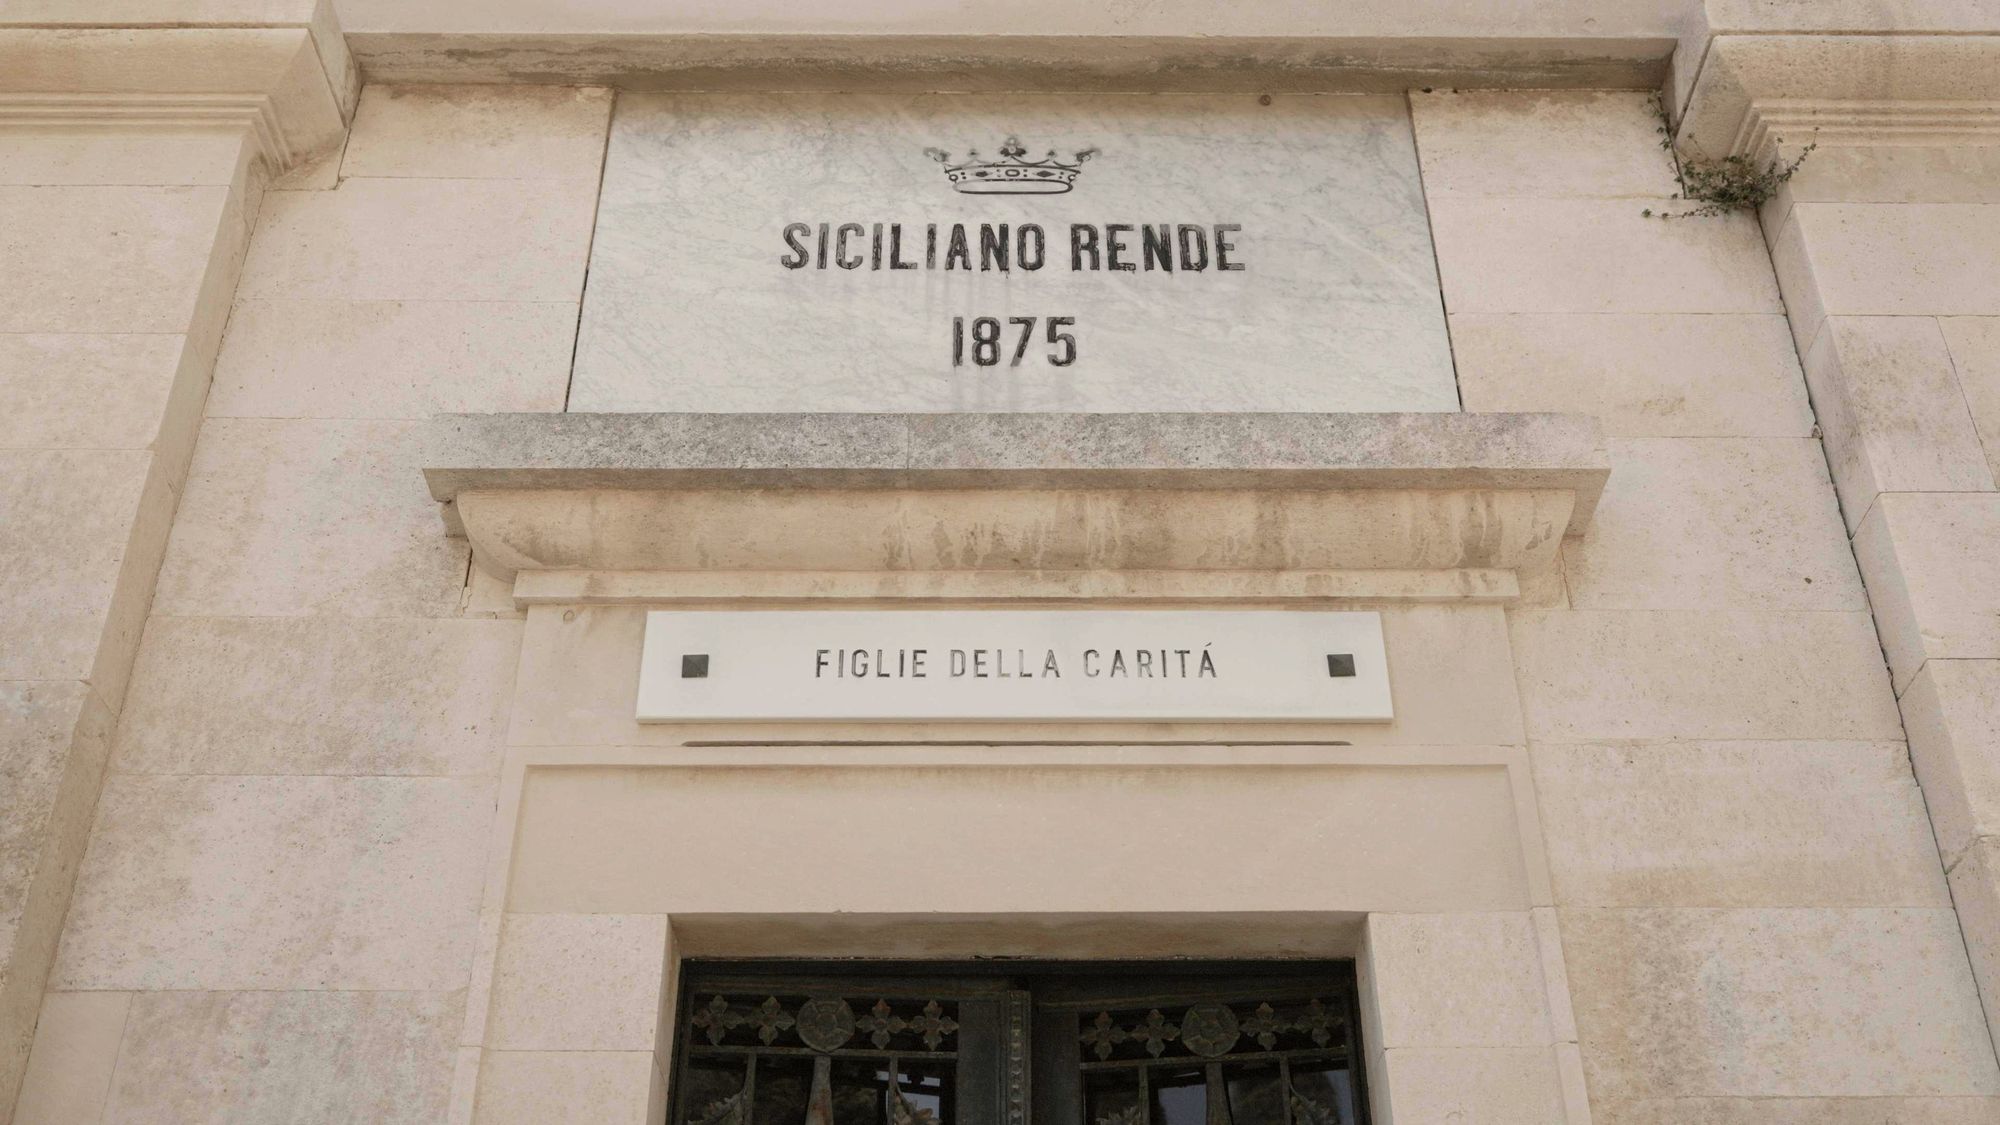 SICILIANO RENDE
1875
FIGLIE DELLA CARITÁ